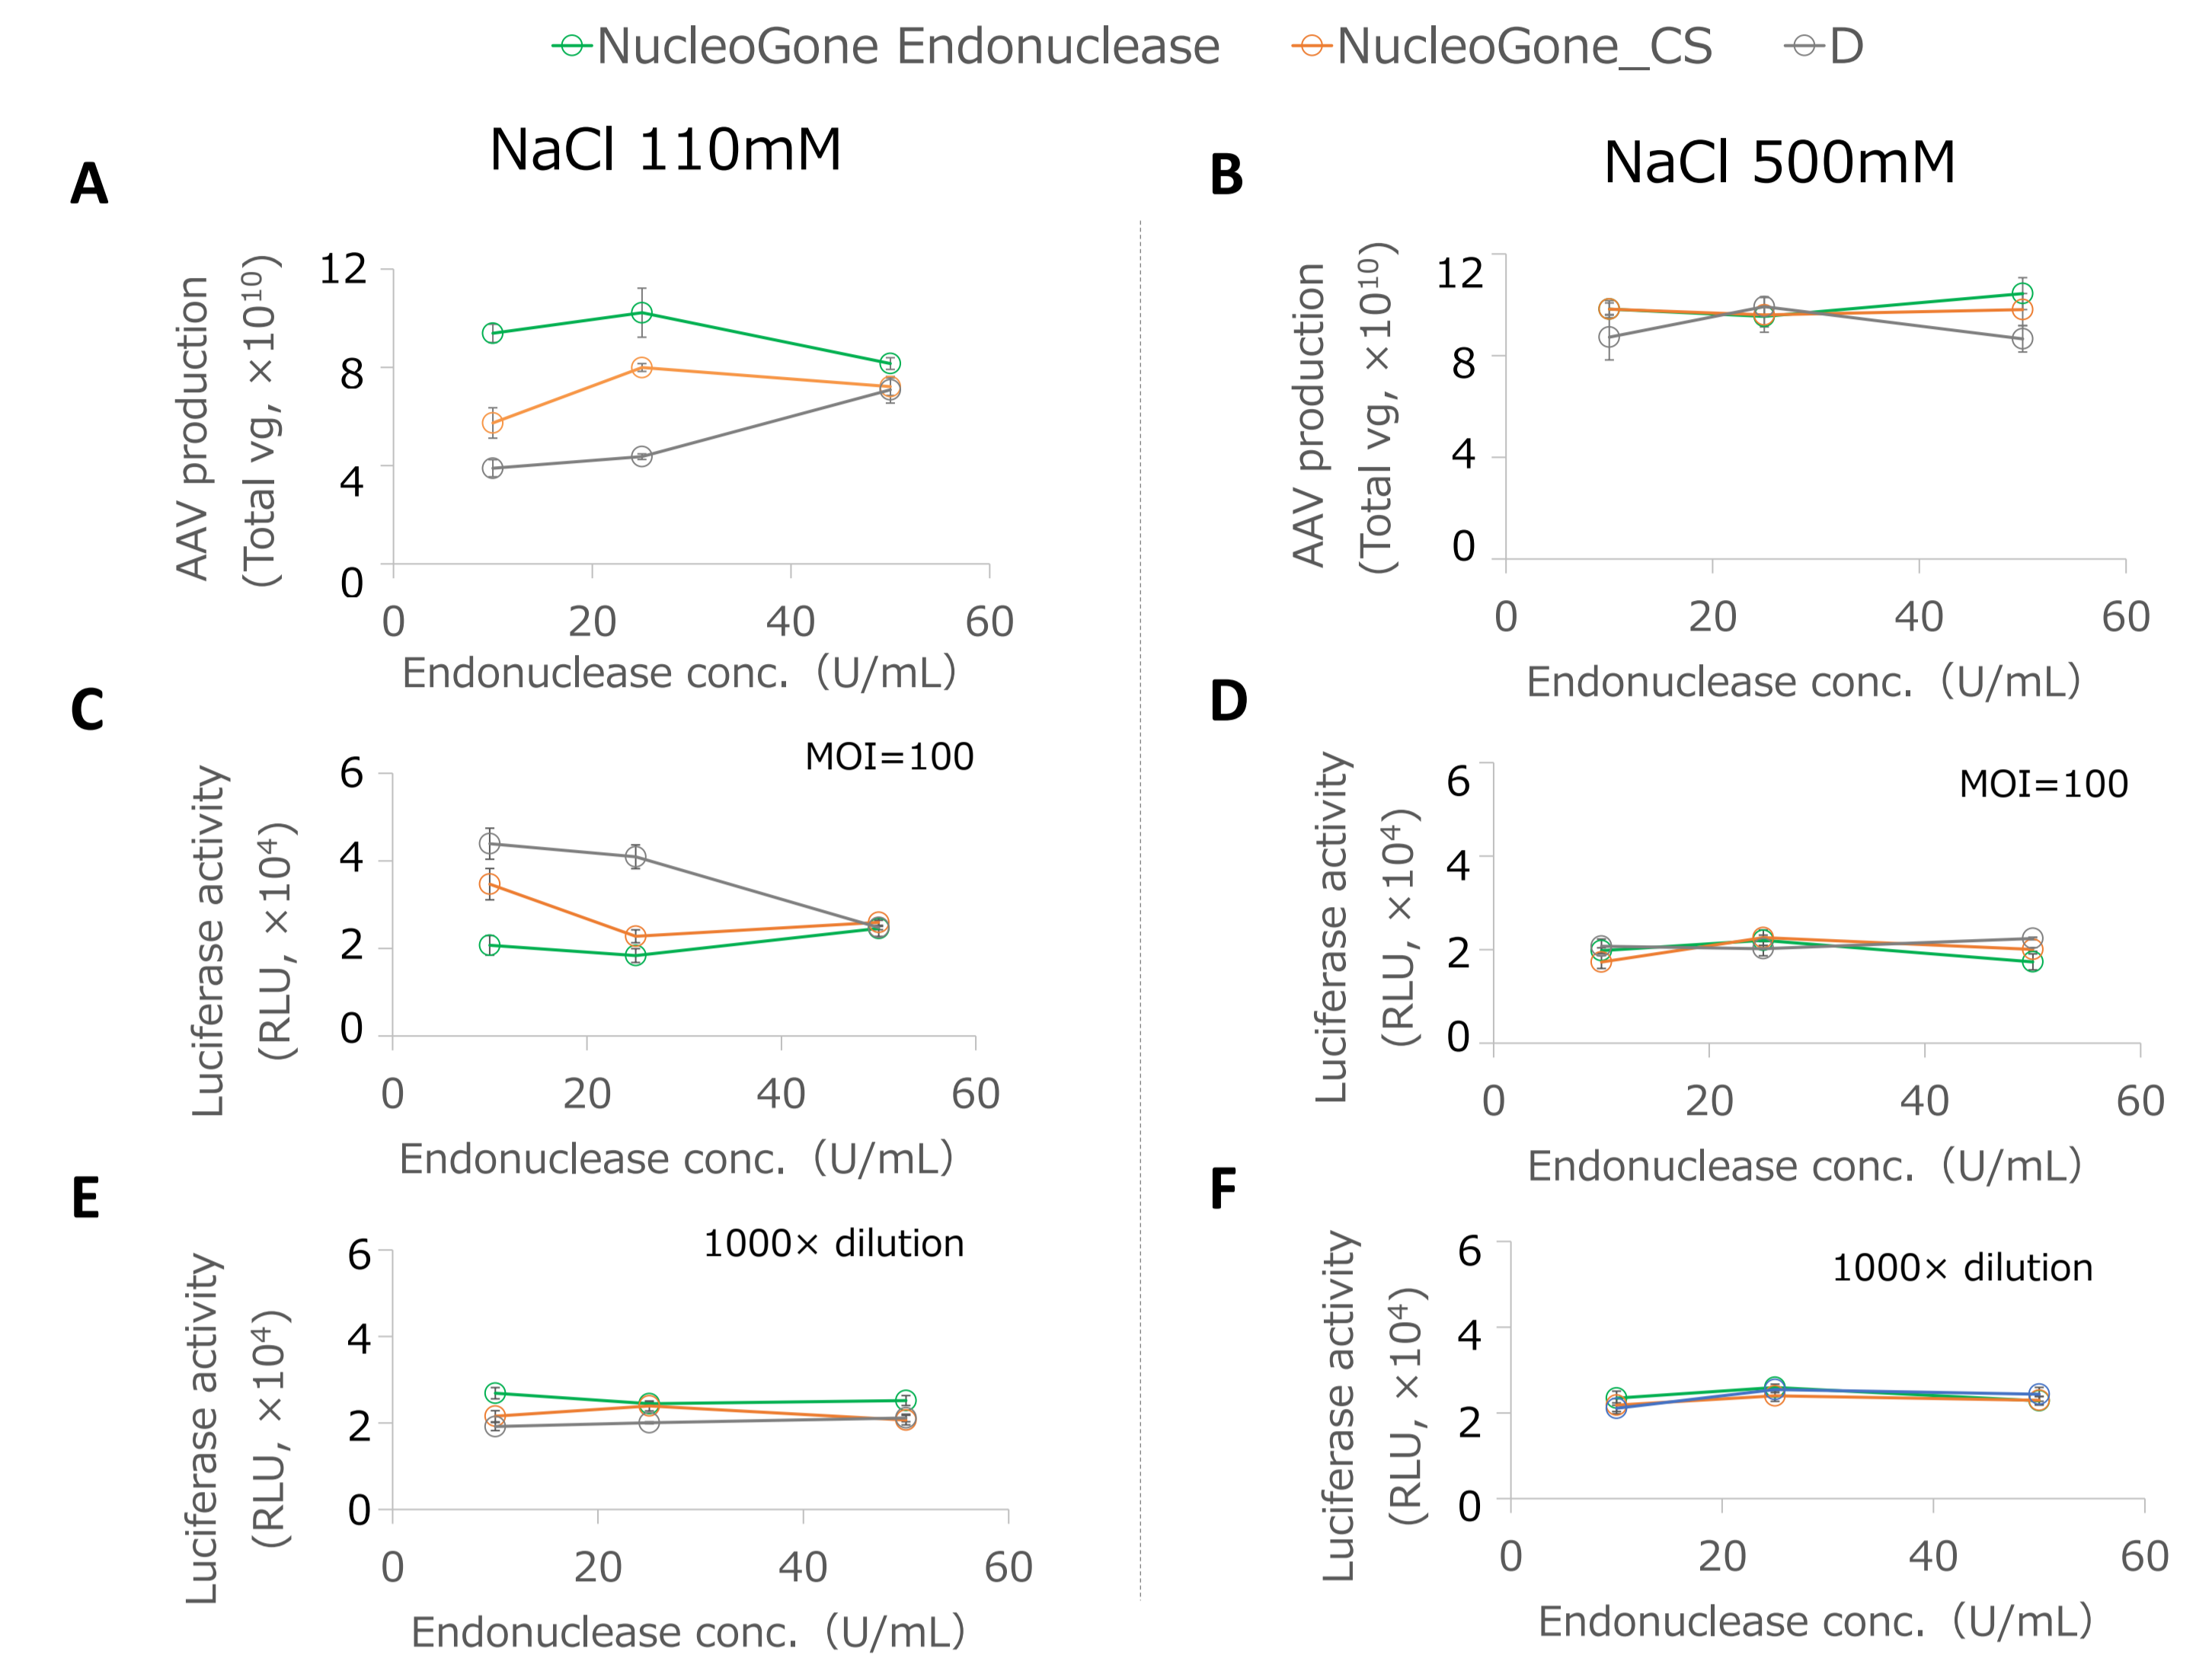 NucleoGone Endonuclease NucleoGone_CS D
NaCl 110mM
NaCl 500mM
A
AAV production
(Total vg, ×10¹⁰)
12
8
4
0
0 20 40 60
Endonuclease conc. (U/mL)
B
AAV production
(Total vg, ×10¹⁰)
12
8
4
0
0 20 40 60
Endonuclease conc. (U/mL)
C
MOI=100
Luciferase activity
(RLU, ×10⁴)
6
4
2
0
0 20 40 60
Endonuclease conc. (U/mL)
D
MOI=100
Luciferase activity
(RLU, ×10⁴)
6
4
2
0
0 20 40 60
Endonuclease conc. (U/mL)
E
1000× dilution
Luciferase activity
(RLU, ×10⁴)
6
4
2
0
0 20 40 60
Endonuclease conc. (U/mL)
F
1000× dilution
Luciferase activity
(RLU, ×10⁴)
6
4
2
0
0 20 40 60
Endonuclease conc. (U/mL)